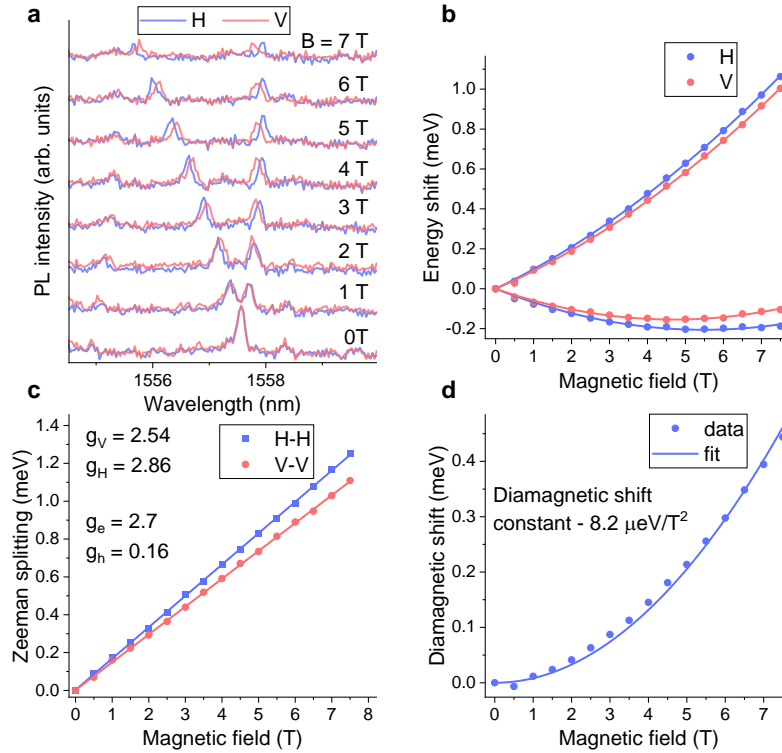 a
H V
B = 7 T
6 T
5 T
4 T
3 T
2 T
1 T
0T
PL intensity (arb. units)
1556 1558
Wavelength (nm)
b
H
V
1.0
0.8
0.6
0.4
0.2
0.0
-0.2
Energy shift (meV)
0 1 2 3 4 5 6 7
Magnetic field (T)
c
g_V = 2.54
g_H = 2.86
g_e = 2.7
g_h = 0.16
H-H
V-V
1.4
1.2
1.0
0.8
0.6
0.4
0.2
0.0
Zeeman splitting (meV)
0 1 2 3 4 5 6 7 8
Magnetic field (T)
d
data
fit
Diamagnetic shift
constant - 8.2 μeV/T²
0.4
0.3
0.2
0.1
0.0
Diamagnetic shift (meV)
0 1 2 3 4 5 6 7
Magnetic field (T)